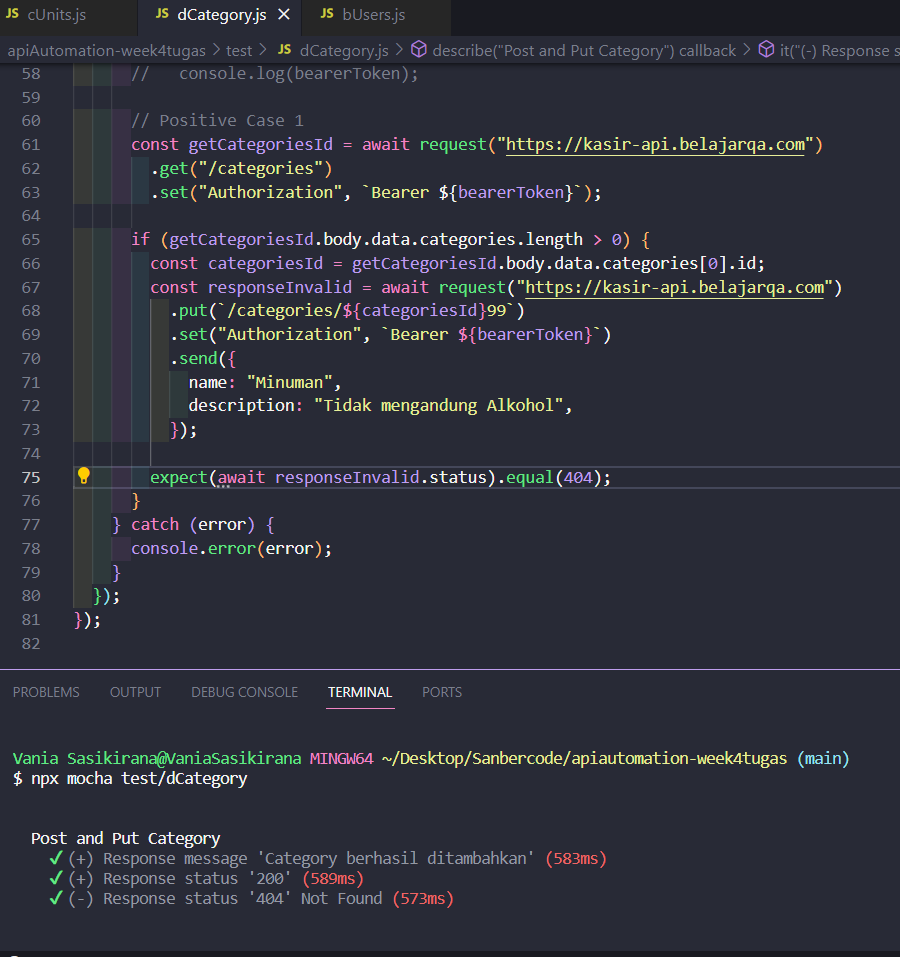 JS cUnits.js JS dCategory.js × JS bUsers.js
apiAutomation-week4tugas > test > JS dCategory.js > describe("Post and Put Category") callback > it("(-) Response s
58 //   console.log(bearerToken);
59
60 // Positive Case 1
61 const getCategoriesId = await request("https://kasir-api.belajarqa.com")
62 .get("/categories")
63 .set("Authorization", `Bearer ${bearerToken}`);
64
65 if (getCategoriesId.body.data.categories.length > 0) {
66 const categoriesId = getCategoriesId.body.data.categories[0].id;
67 const responseInvalid = await request("https://kasir-api.belajarqa.com")
68 .put(`/categories/${categoriesId}99`)
69 .set("Authorization", `Bearer ${bearerToken}`)
70 .send({
71 name: "Minuman",
72 description: "Tidak mengandung Alkohol",
73 });
74
75 expect(await responseInvalid.status).equal(404);
76 }
77 } catch (error) {
78 console.error(error);
79 }
80 });
81 });
82
PROBLEMS OUTPUT DEBUG CONSOLE TERMINAL PORTS
Vania Sasikirana@VaniaSasikirana MINGW64 ~/Desktop/Sanbercode/apiautomation-week4tugas (main)
$ npx mocha test/dCategory
Post and Put Category
✔ (+) Response message 'Category berhasil ditambahkan' (583ms)
✔ (+) Response status '200' (589ms)
✔ (-) Response status '404' Not Found (573ms)